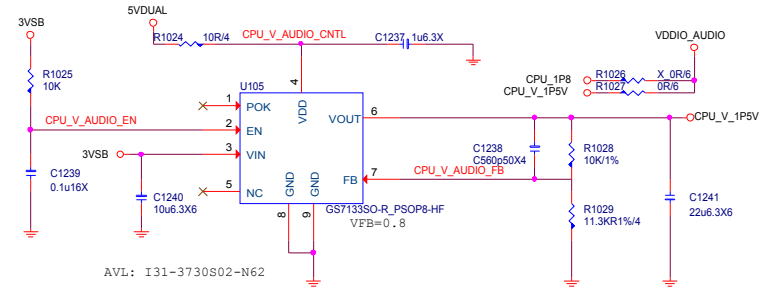 3VSB
5VDUAL
R1024
10R/4
CPU_V_AUDIO_CNTL
C1237
1u6.3X
VDDIO_AUDIO
R1025
10K
U105
4
CPU_1P8
R1026
X_0R/6
CPU_V_1P5V
R1027
0R/6
1
POK
VDD
VOUT
6
CPU_V_1P5V
CPU_V_AUDIO_EN
2
EN
3VSB
3
VIN
C1238
C560p50X4
R1028
10K/1%
C1239
0.1u16X
C1240
10u6.3X6
5
NC
GND
GND
FB
7
CPU_V_AUDIO_FB
C1241
22u6.3X6
8
9
GS7133SO-R_PSOP8-HF
VFB=0.8
R1029
11.3KR1%/4
AVL: I31-3730S02-N62